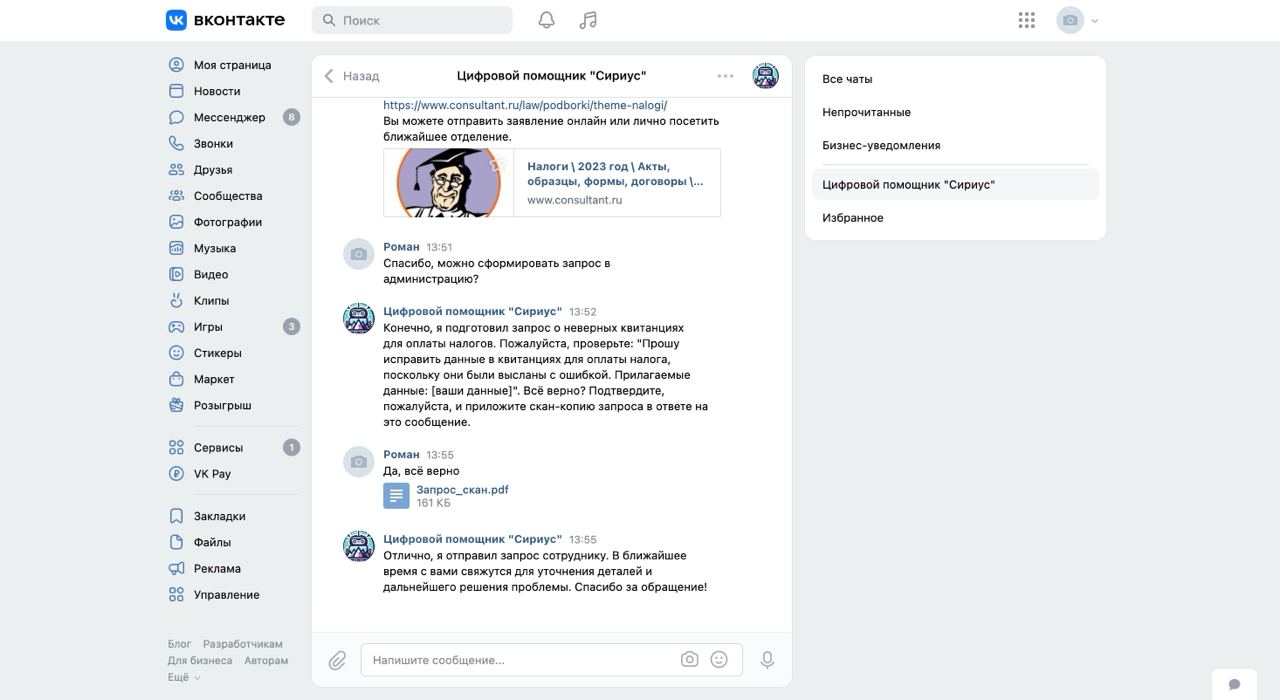 вконтакте
Поиск
Моя страница
Новости
Мессенджер 8
Звонки
Друзья
Сообщества
Фотографии
Музыка
Видео
Клипы
Игры 3
Стикеры
Маркет
Розыгрыш
Сервисы 1
VK Pay
Закладки
Файлы
Реклама
Управление
Блог Разработчикам
Для бизнеса Авторам
Ещё
Назад
Цифровой помощник "Сириус"
https://www.consultant.ru/law/podborki/theme-nalogi/
Вы можете отправить заявление онлайн или лично посетить
ближайшее отделение.
Налоги \ 2023 год \ Акты,
образцы, формы, договоры \...
www.consultant.ru
Роман 13:51
Спасибо, можно сформировать запрос в
администрацию?
Цифровой помощник "Сириус" 13:52
Конечно, я подготовил запрос о неверных квитанциях
для оплаты налогов. Пожалуйста, проверьте: "Прошу
исправить данные в квитанциях для оплаты налога,
поскольку они были высланы с ошибкой. Прилагаемые
данные: [ваши данные]". Всё верно? Подтвердите,
пожалуйста, и приложите скан-копию запроса в ответе на
это сообщение.
Роман 13:55
Да, всё верно
Запрос_скан.pdf
161 КБ
Цифровой помощник "Сириус" 13:55
Отлично, я отправил запрос сотруднику. В ближайшее
время с вами свяжутся для уточнения деталей и
дальнейшего решения проблемы. Спасибо за обращение!
Напишите сообщение...
Все чаты
Непрочитанные
Бизнес-уведомления
Цифровой помощник "Сириус"
Избранное